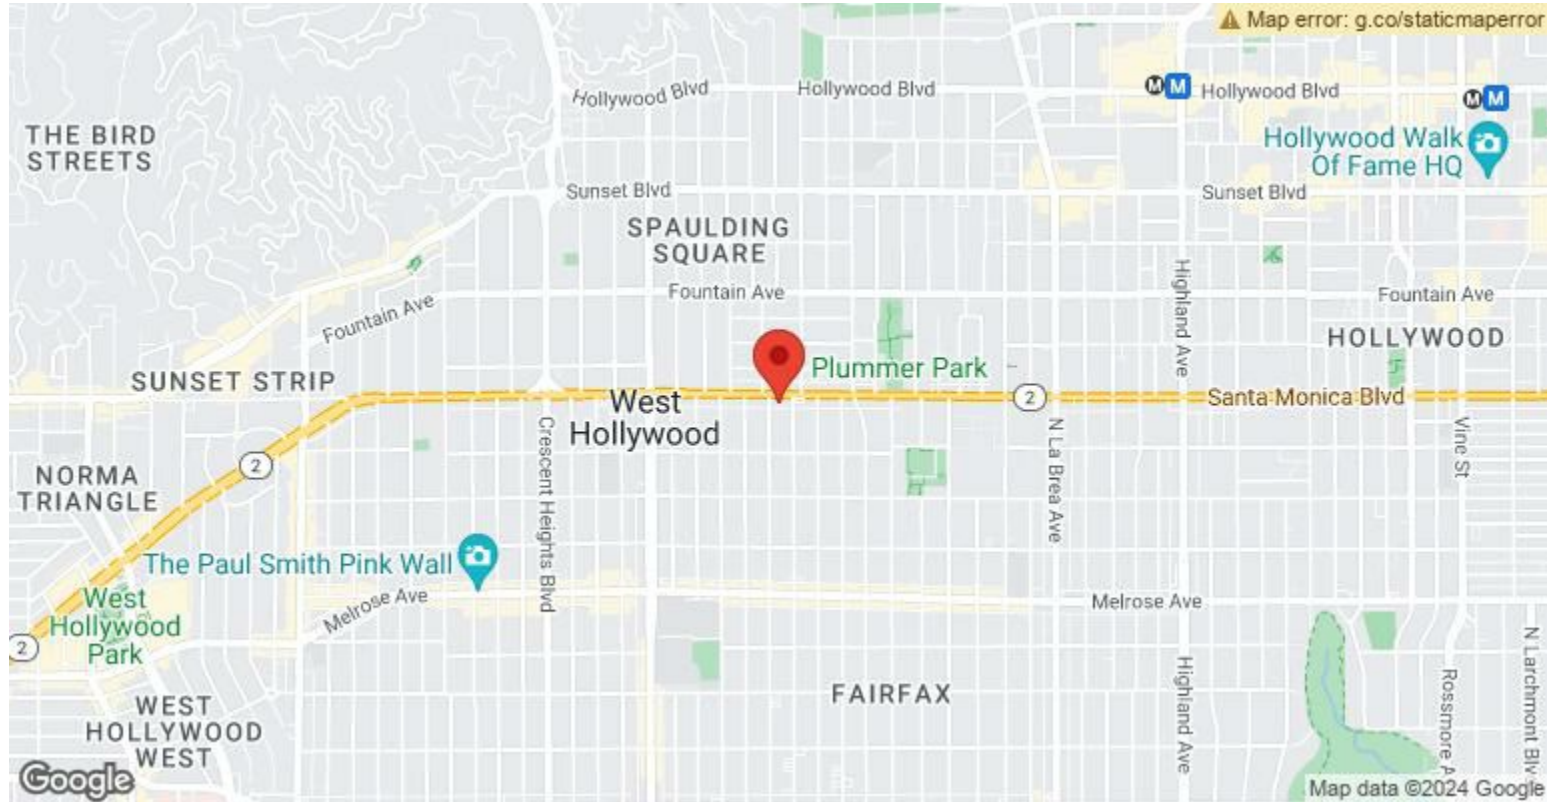 Map error: g.co/staticmaperror
Hollywood Blvd
Hollywood Blvd
M
M
Hollywood Blvd
M
M
THE BIRD
STREETS
Hollywood Walk
Of Fame HQ
Sunset Blvd
Sunset Blvd
SPAULDING
SQUARE
Fountain Ave
Fountain Ave
Fountain Ave
Highland Ave
HOLLYWOOD
Plummer Park
SUNSET STRIP
2
Santa Monica Blvd
West
Hollywood
Crescent Heights Blvd
N La Brea Ave
Vine St
2
NORMA
TRIANGLE
The Paul Smith Pink Wall
Melrose Ave
Melrose Ave
West
Hollywood
Park
2
N Larchmont Blv
Highland Ave
Rossmore A
FAIRFAX
WEST
HOLLYWOOD
WEST
Google
Map data ©2024 Google